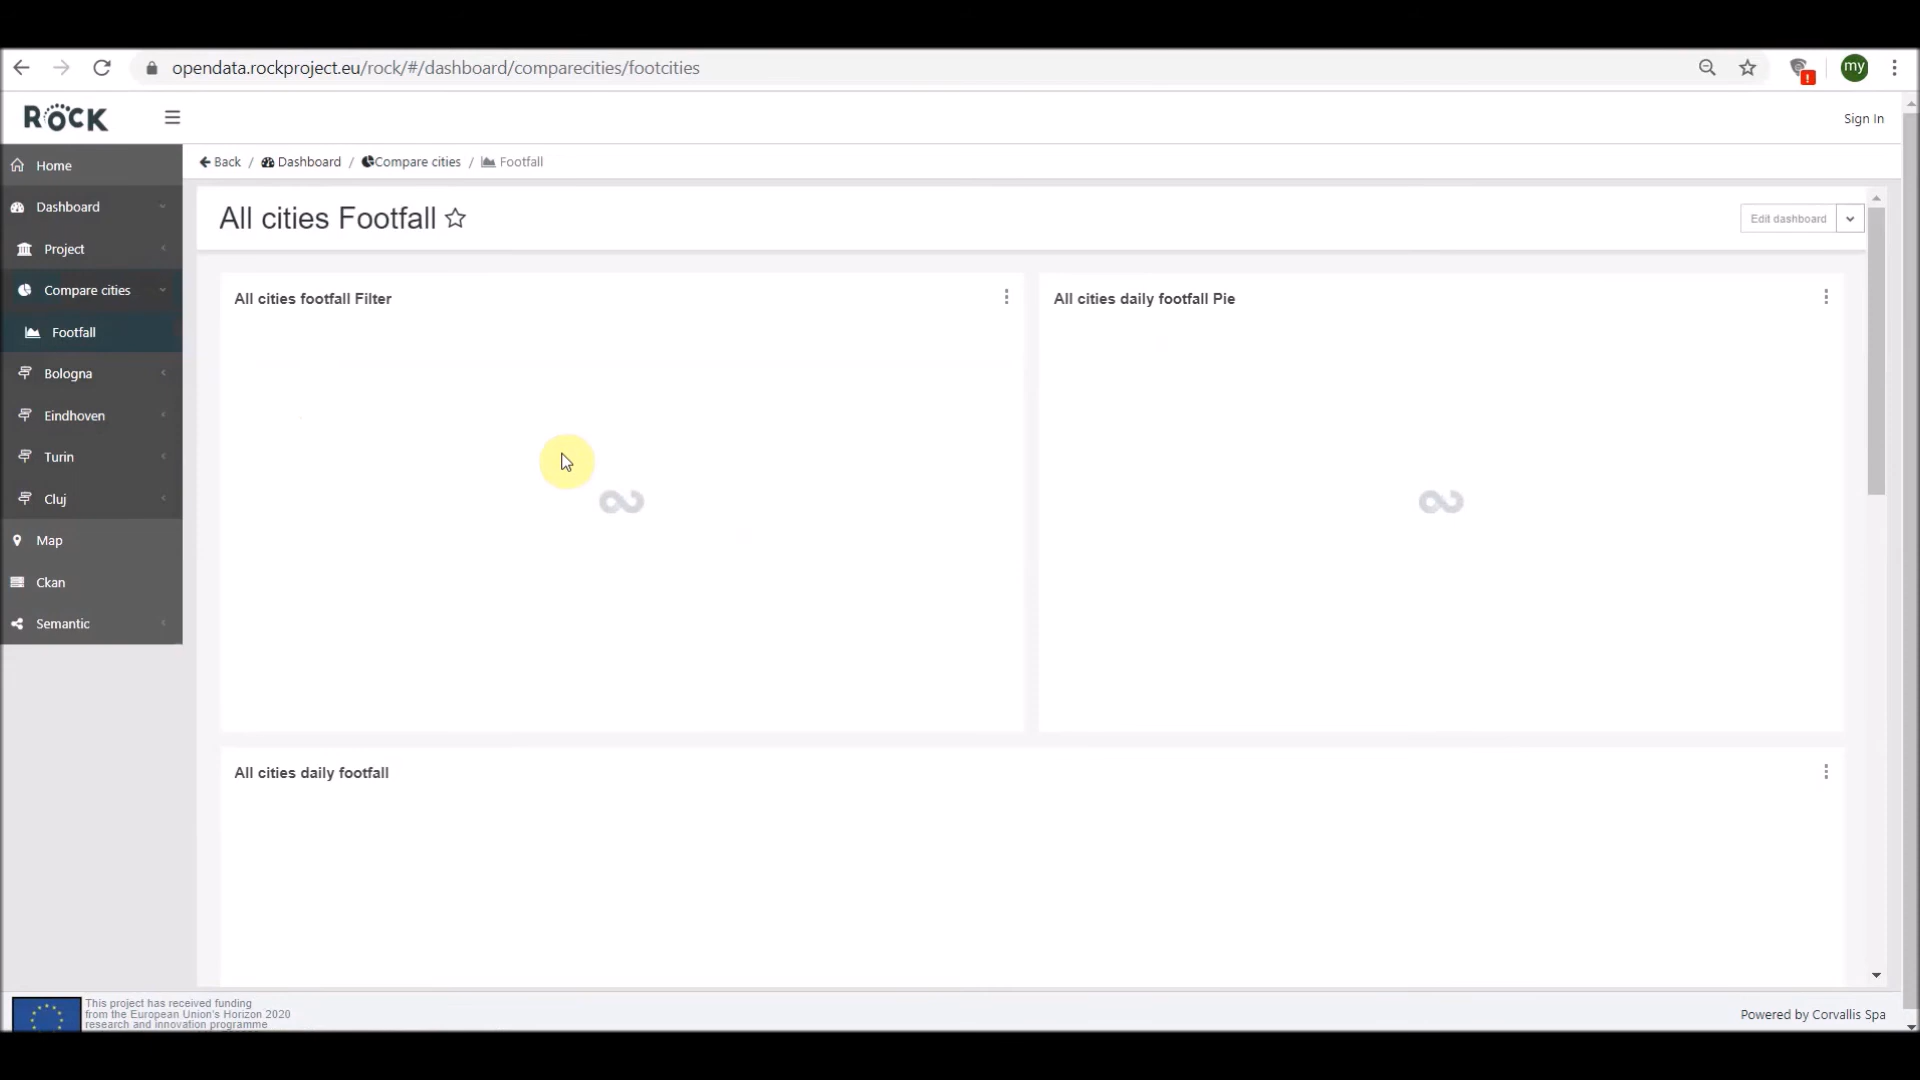 opendata.rockproject.eu/rock/#/dashboard/comparecities/footcities
my
ROCK
Sign In
Home
Dashboard
Project
Compare cities
Footfall
Bologna
Eindhoven
Turin
Cluj
Map
Ckan
Semantic
Back / Dashboard / Compare cities / Footfall
All cities Footfall
Edit dashboard
All cities footfall Filter
All cities daily footfall Pie
All cities daily footfall
This project has received funding
from the European Union's Horizon 2020
research and innovation programme
Powered by Corvallis Spa